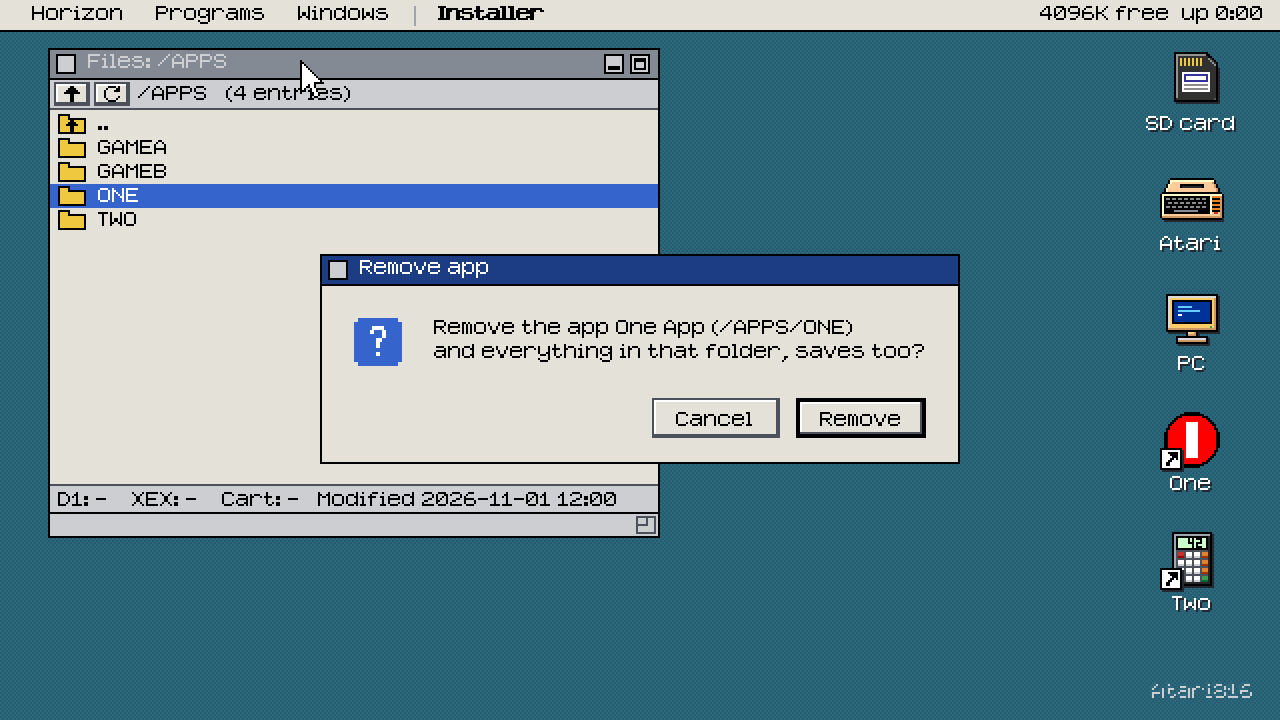 Horizon Programs Windows | Installer 4096K free up 0:00
Files: /APPS
/APPS (4 entries)
..
GAMEA
GAMEB
ONE
TWO
Remove app
?
Remove the app One App (/APPS/ONE)
and everything in that folder, saves too?
Cancel Remove
D1: - XEX: - Cart: - Modified 2026-11-01 12:00
SD card
Atari
PC
One
42
Two
Atari816